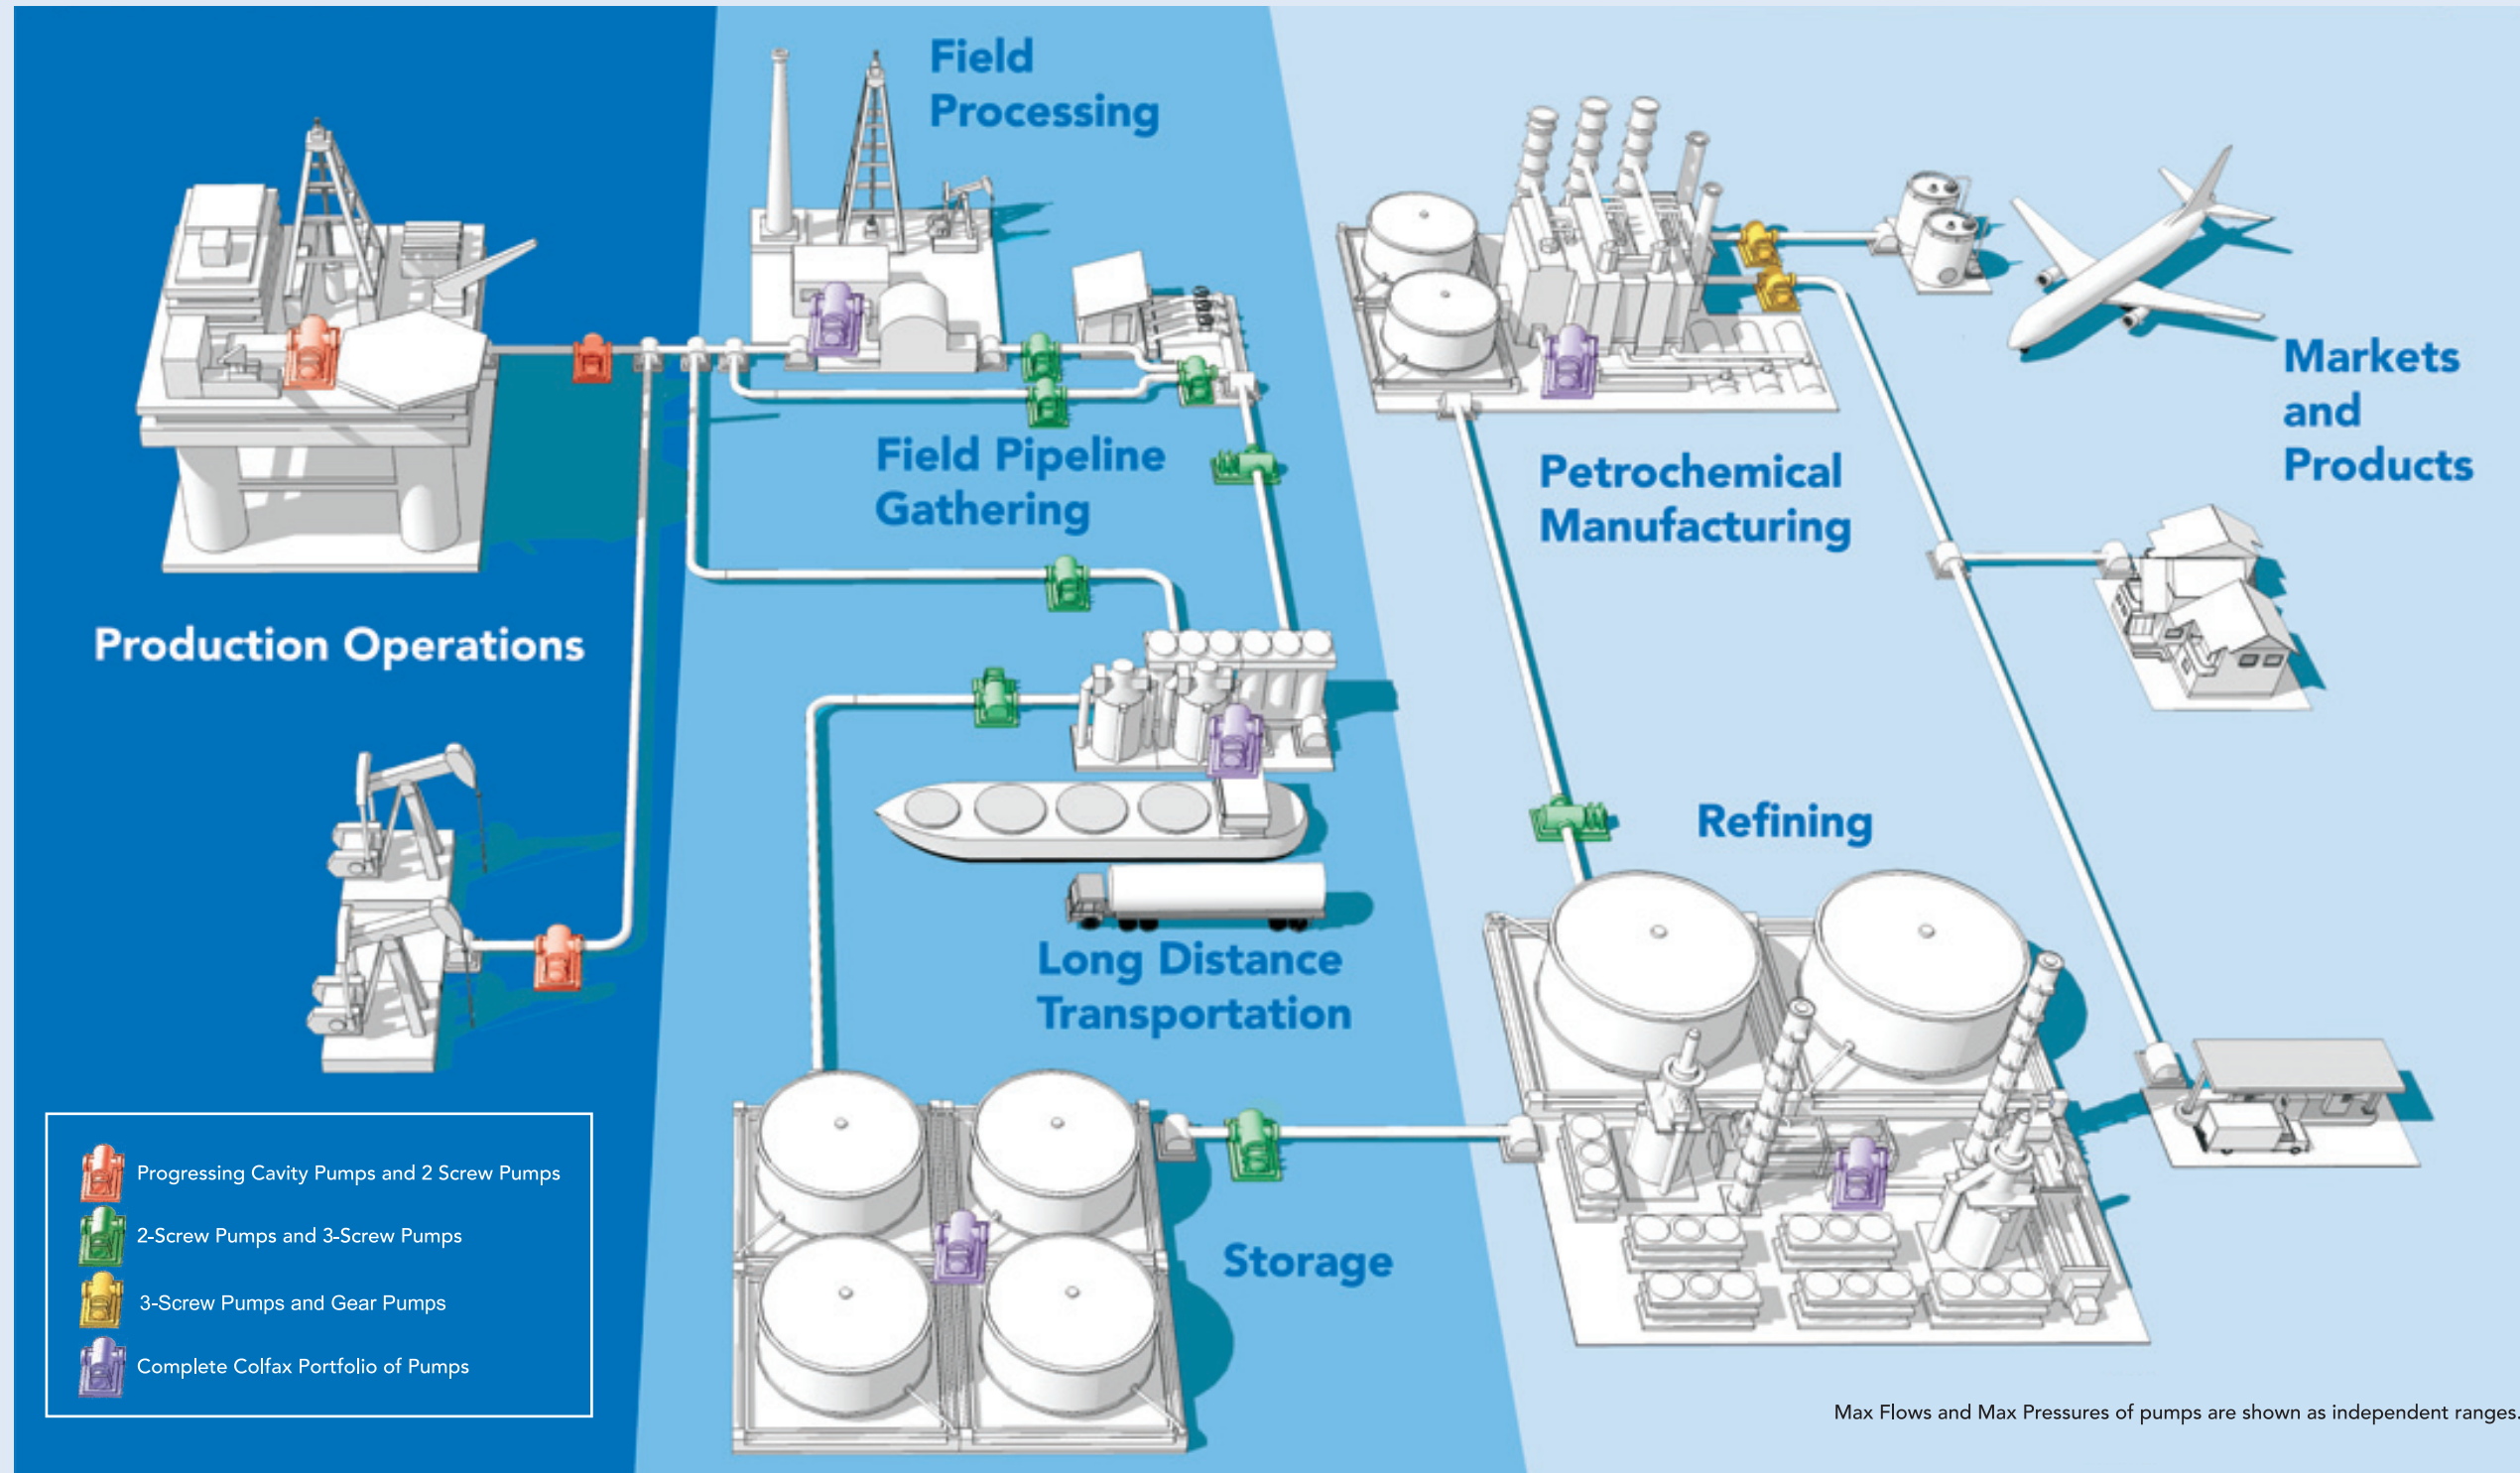 Field
Processing
Field Pipeline
Gathering
Production Operations
Long Distance
Transportation
Storage
Petrochemical
Manufacturing
Markets
and
Products
Refining
Progressing Cavity Pumps and 2 Screw Pumps
2-Screw Pumps and 3-Screw Pumps
3-Screw Pumps and Gear Pumps
Complete Colfax Portfolio of Pumps
Max Flows and Max Pressures of pumps are shown as independent ranges.